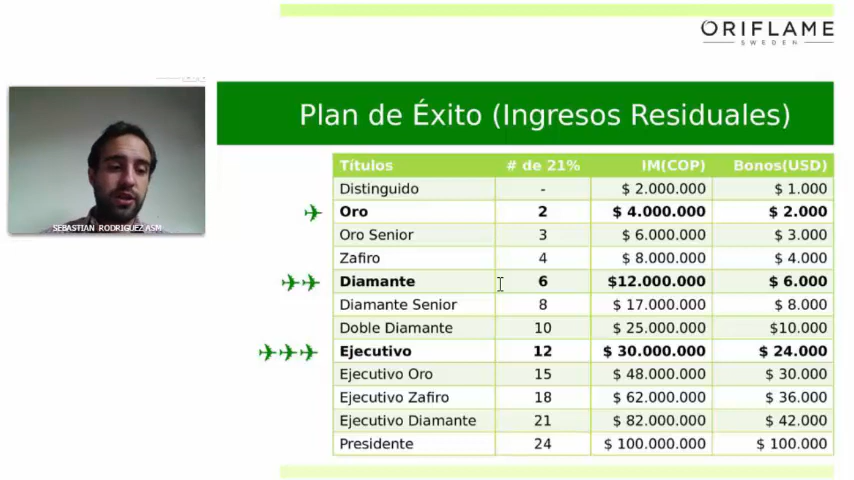 ORIFLAME
SWEDEN
Plan de Éxito (Ingresos Residuales)
SEBASTIAN RODRIGUEZ ASM
Títulos # de 21% IM(COP) Bonos(USD)
Distinguido - $ 2.000.000 $ 1.000
Oro 2 $ 4.000.000 $ 2.000
Oro Senior 3 $ 6.000.000 $ 3.000
Zafiro 4 $ 8.000.000 $ 4.000
Diamante 6 $12.000.000 $ 6.000
Diamante Senior 8 $ 17.000.000 $ 8.000
Doble Diamante 10 $ 25.000.000 $10.000
Ejecutivo 12 $ 30.000.000 $ 24.000
Ejecutivo Oro 15 $ 48.000.000 $ 30.000
Ejecutivo Zafiro 18 $ 62.000.000 $ 36.000
Ejecutivo Diamante 21 $ 82.000.000 $ 42.000
Presidente 24 $ 100.000.000 $ 100.000